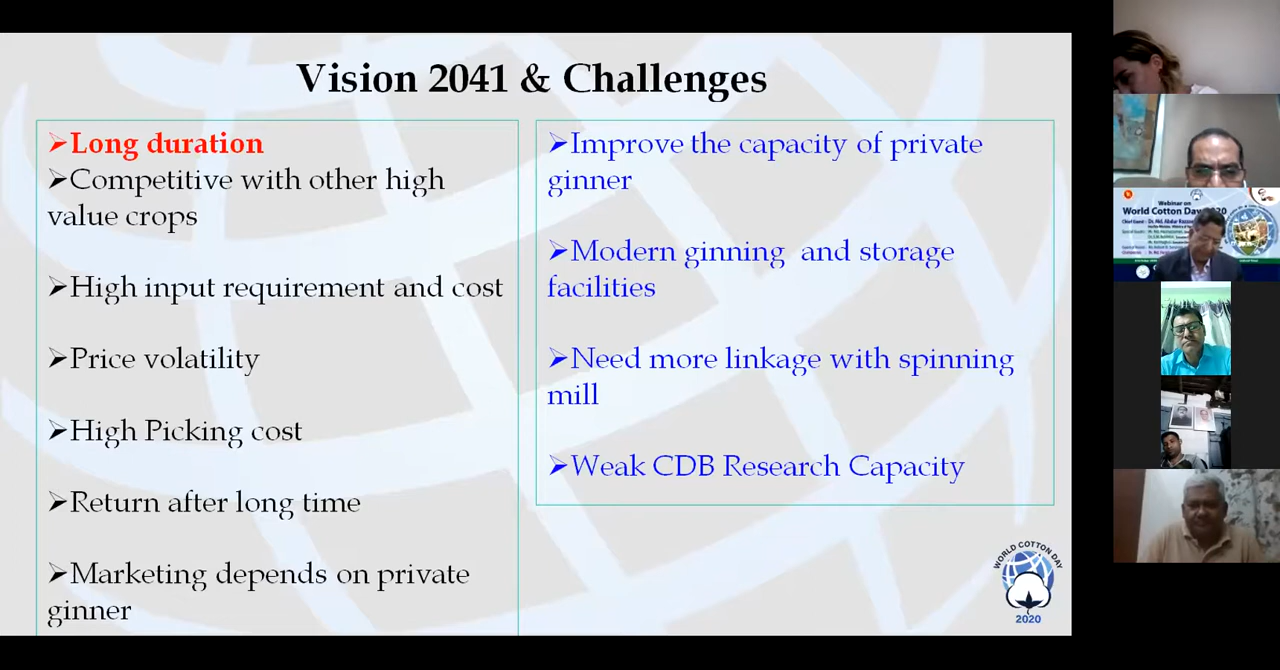 Vision 2041 & Challenges
➢Long duration
➢Competitive with other high
value crops
➢High input requirement and cost
➢Price volatility
➢High Picking cost
➢Return after long time
➢Marketing depends on private
ginner
➢Improve the capacity of private
ginner
➢Modern ginning and storage
facilities
➢Need more linkage with spinning
mill
➢Weak CDB Research Capacity
WORLD COTTON DAY
2020
Webinar on
World Cotton Day 2020